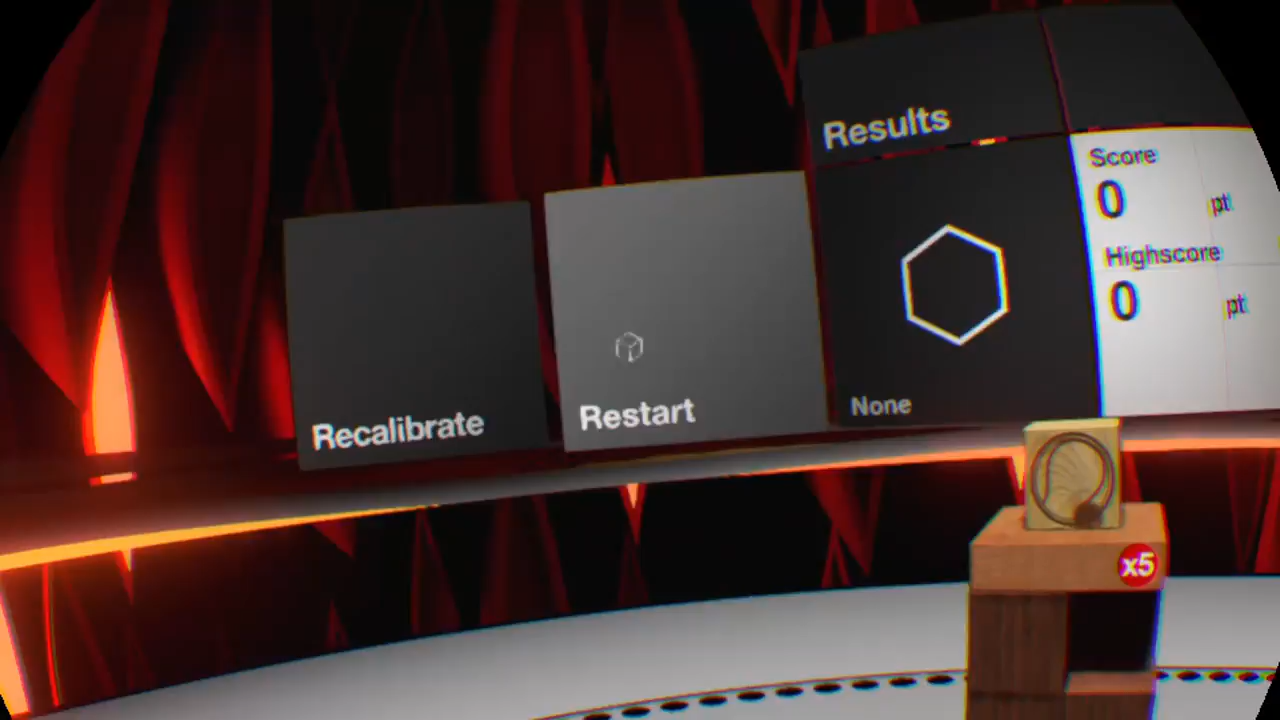 Results
Score
0 pt
Highscore
0 pt
Recalibrate
Restart
None
x5